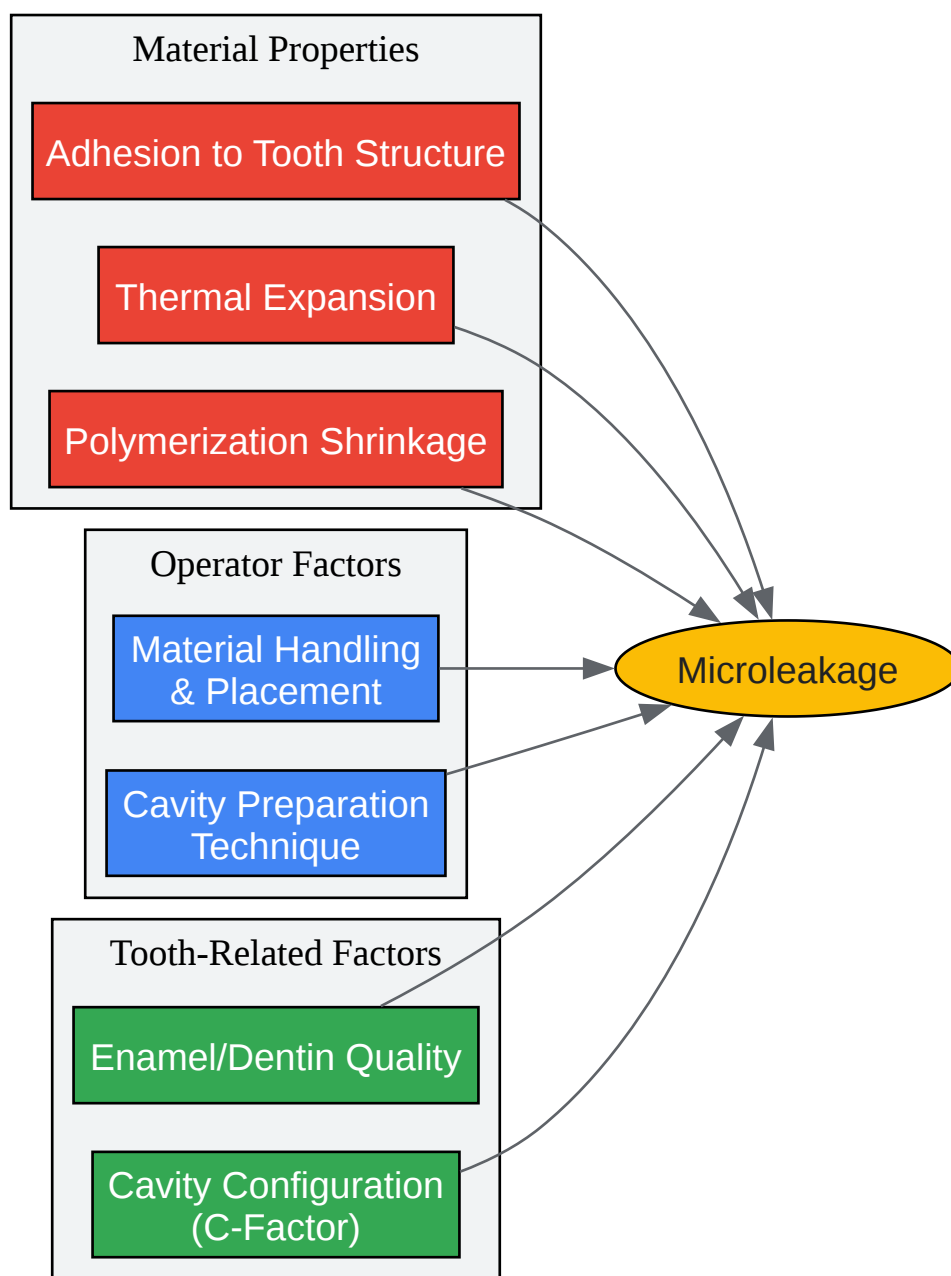 Material Properties
Adhesion to Tooth Structure
Thermal Expansion
Polymerization Shrinkage
Operator Factors
Material Handling
& Placement
Microleakage
Cavity Preparation
Technique
Tooth-Related Factors
Enamel/Dentin Quality
Cavity Configuration
(C-Factor)